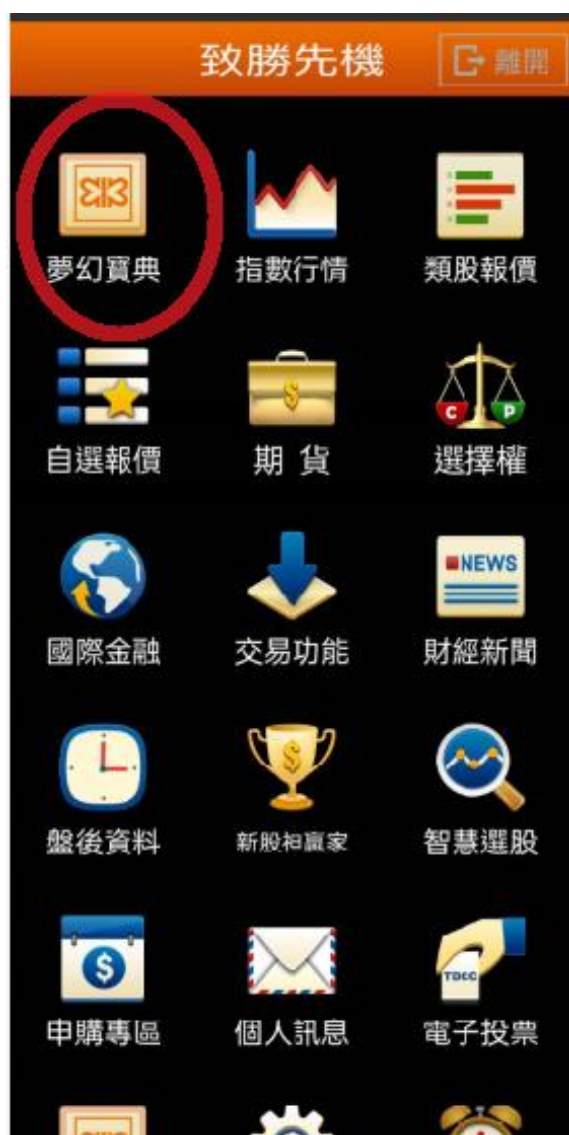 致勝先機 離開
夢幻寶典 指數行情 類股報價
自選報價 期 貨 選擇權
C P
國際金融 交易功能 財經新聞
NEWS
盤後資料 新股神贏家 智慧選股
申購專區 個人訊息 電子投票
TDCC